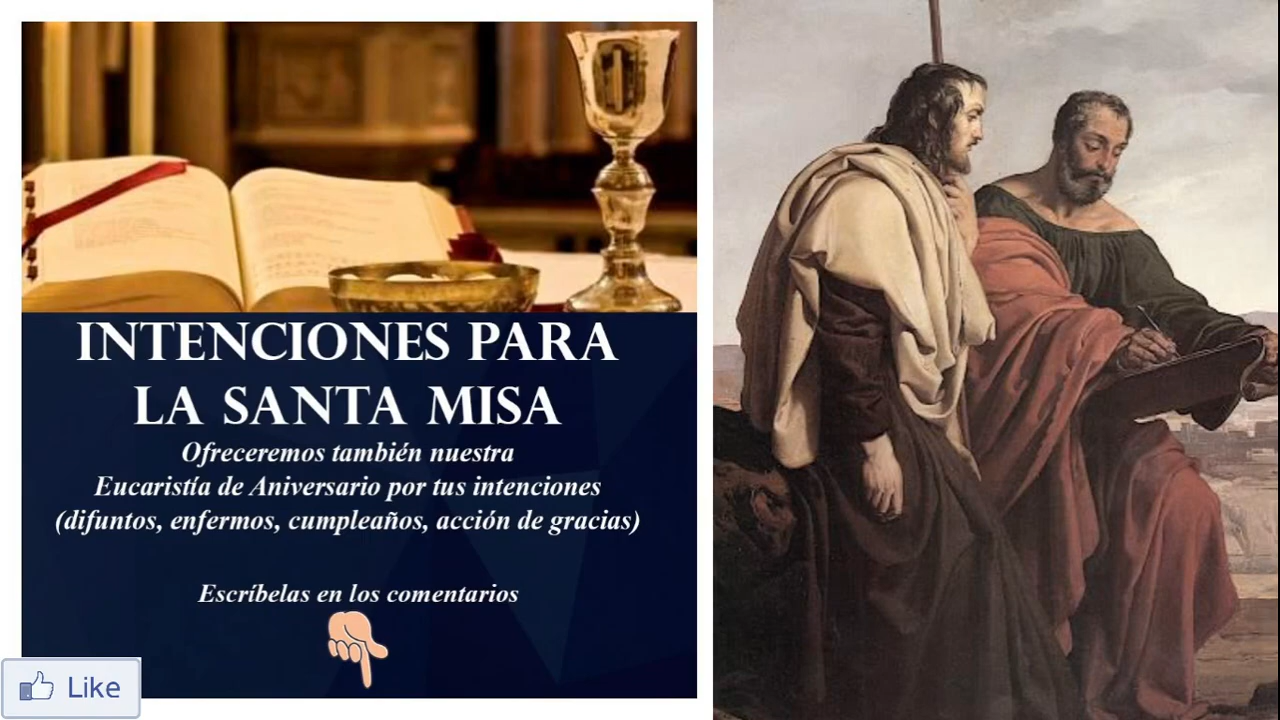 INTENCIONES PARA
LA SANTA MISA
Ofreceremos también nuestra
Eucaristía de Aniversario por tus intenciones
(difuntos, enfermos, cumpleaños, acción de gracias)
Escríbelas en los comentarios
Like